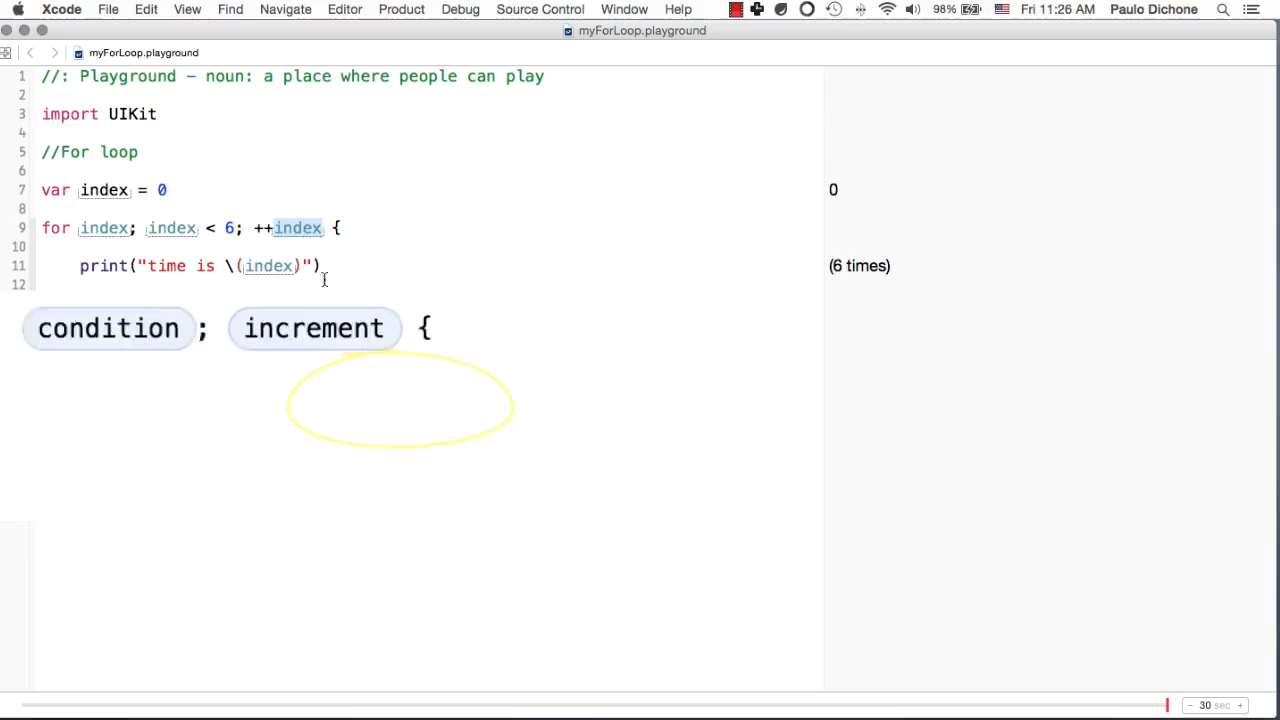 Xcode File Edit View Find Navigate Editor Product Debug Source Control Window Help 98% Fri 11:26 AM Paulo Dichone
myForLoop.playground
myForLoop.playground
1 //: Playground - noun: a place where people can play
2
3 import UIKit
4
5 //For loop
6
7 var index = 0 0
8
9 for index; index < 6; ++index {
10
11 print("time is \(index)") (6 times)
12
condition ; increment {
- 30 sec +